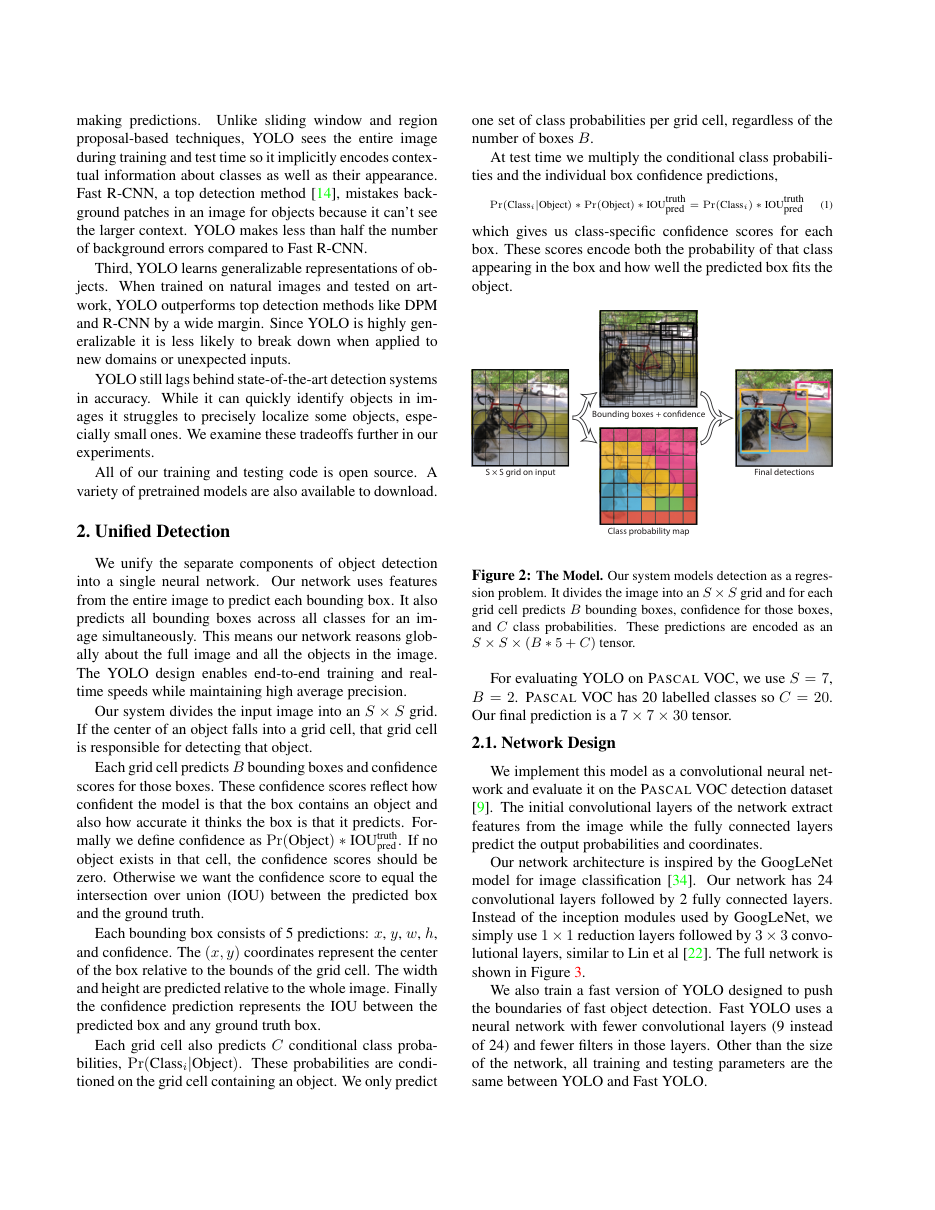 making predictions. Unlike sliding window and region
proposal-based techniques, YOLO sees the entire image
during training and test time so it implicitly encodes contex-
tual information about classes as well as their appearance.
Fast R-CNN, a top detection method [14], mistakes back-
ground patches in an image for objects because it can't see
the larger context. YOLO makes less than half the number
of background errors compared to Fast R-CNN.
Third, YOLO learns generalizable representations of ob-
jects. When trained on natural images and tested on art-
work, YOLO outperforms top detection methods like DPM
and R-CNN by a wide margin. Since YOLO is highly gen-
eralizable it is less likely to break down when applied to
new domains or unexpected inputs.
YOLO still lags behind state-of-the-art detection systems
in accuracy. While it can quickly identify objects in im-
ages it struggles to precisely localize some objects, espe-
cially small ones. We examine these tradeoffs further in our
experiments.
All of our training and testing code is open source. A
variety of pretrained models are also available to download.
2. Unified Detection
We unify the separate components of object detection
into a single neural network. Our network uses features
from the entire image to predict each bounding box. It also
predicts all bounding boxes across all classes for an im-
age simultaneously. This means our network reasons glob-
ally about the full image and all the objects in the image.
The YOLO design enables end-to-end training and real-
time speeds while maintaining high average precision.
Our system divides the input image into an S × S grid.
If the center of an object falls into a grid cell, that grid cell
is responsible for detecting that object.
Each grid cell predicts B bounding boxes and confidence
scores for those boxes. These confidence scores reflect how
confident the model is that the box contains an object and
also how accurate it thinks the box is that it predicts. For-
mally we define confidence as Pr(Object) ∗ IOU truth pred. If no
object exists in that cell, the confidence scores should be
zero. Otherwise we want the confidence score to equal the
intersection over union (IOU) between the predicted box
and the ground truth.
Each bounding box consists of 5 predictions: x, y, w, h,
and confidence. The (x, y) coordinates represent the center
of the box relative to the bounds of the grid cell. The width
and height are predicted relative to the whole image. Finally
the confidence prediction represents the IOU between the
predicted box and any ground truth box.
Each grid cell also predicts C conditional class proba-
bilities, Pr(Classi|Object). These probabilities are condi-
tioned on the grid cell containing an object. We only predict
one set of class probabilities per grid cell, regardless of the
number of boxes B.
At test time we multiply the conditional class probabili-
ties and the individual box confidence predictions,
Pr(Classi|Object) ∗ Pr(Object) ∗ IOU truth pred = Pr(Classi) ∗ IOU truth pred (1)
which gives us class-specific confidence scores for each
box. These scores encode both the probability of that class
appearing in the box and how well the predicted box fits the
object.
S × S grid on input
Bounding boxes + confidence
Class probability map
Final detections
Figure 2: The Model. Our system models detection as a regres-
sion problem. It divides the image into an S × S grid and for each
grid cell predicts B bounding boxes, confidence for those boxes,
and C class probabilities. These predictions are encoded as an
S × S × (B ∗ 5 + C) tensor.
For evaluating YOLO on PASCAL VOC, we use S = 7,
B = 2. PASCAL VOC has 20 labelled classes so C = 20.
Our final prediction is a 7 × 7 × 30 tensor.
2.1. Network Design
We implement this model as a convolutional neural net-
work and evaluate it on the PASCAL VOC detection dataset
[9]. The initial convolutional layers of the network extract
features from the image while the fully connected layers
predict the output probabilities and coordinates.
Our network architecture is inspired by the GoogLeNet
model for image classification [34]. Our network has 24
convolutional layers followed by 2 fully connected layers.
Instead of the inception modules used by GoogLeNet, we
simply use 1 × 1 reduction layers followed by 3 × 3 convo-
lutional layers, similar to Lin et al [22]. The full network is
shown in Figure 3.
We also train a fast version of YOLO designed to push
the boundaries of fast object detection. Fast YOLO uses a
neural network with fewer convolutional layers (9 instead
of 24) and fewer filters in those layers. Other than the size
of the network, all training and testing parameters are the
same between YOLO and Fast YOLO.